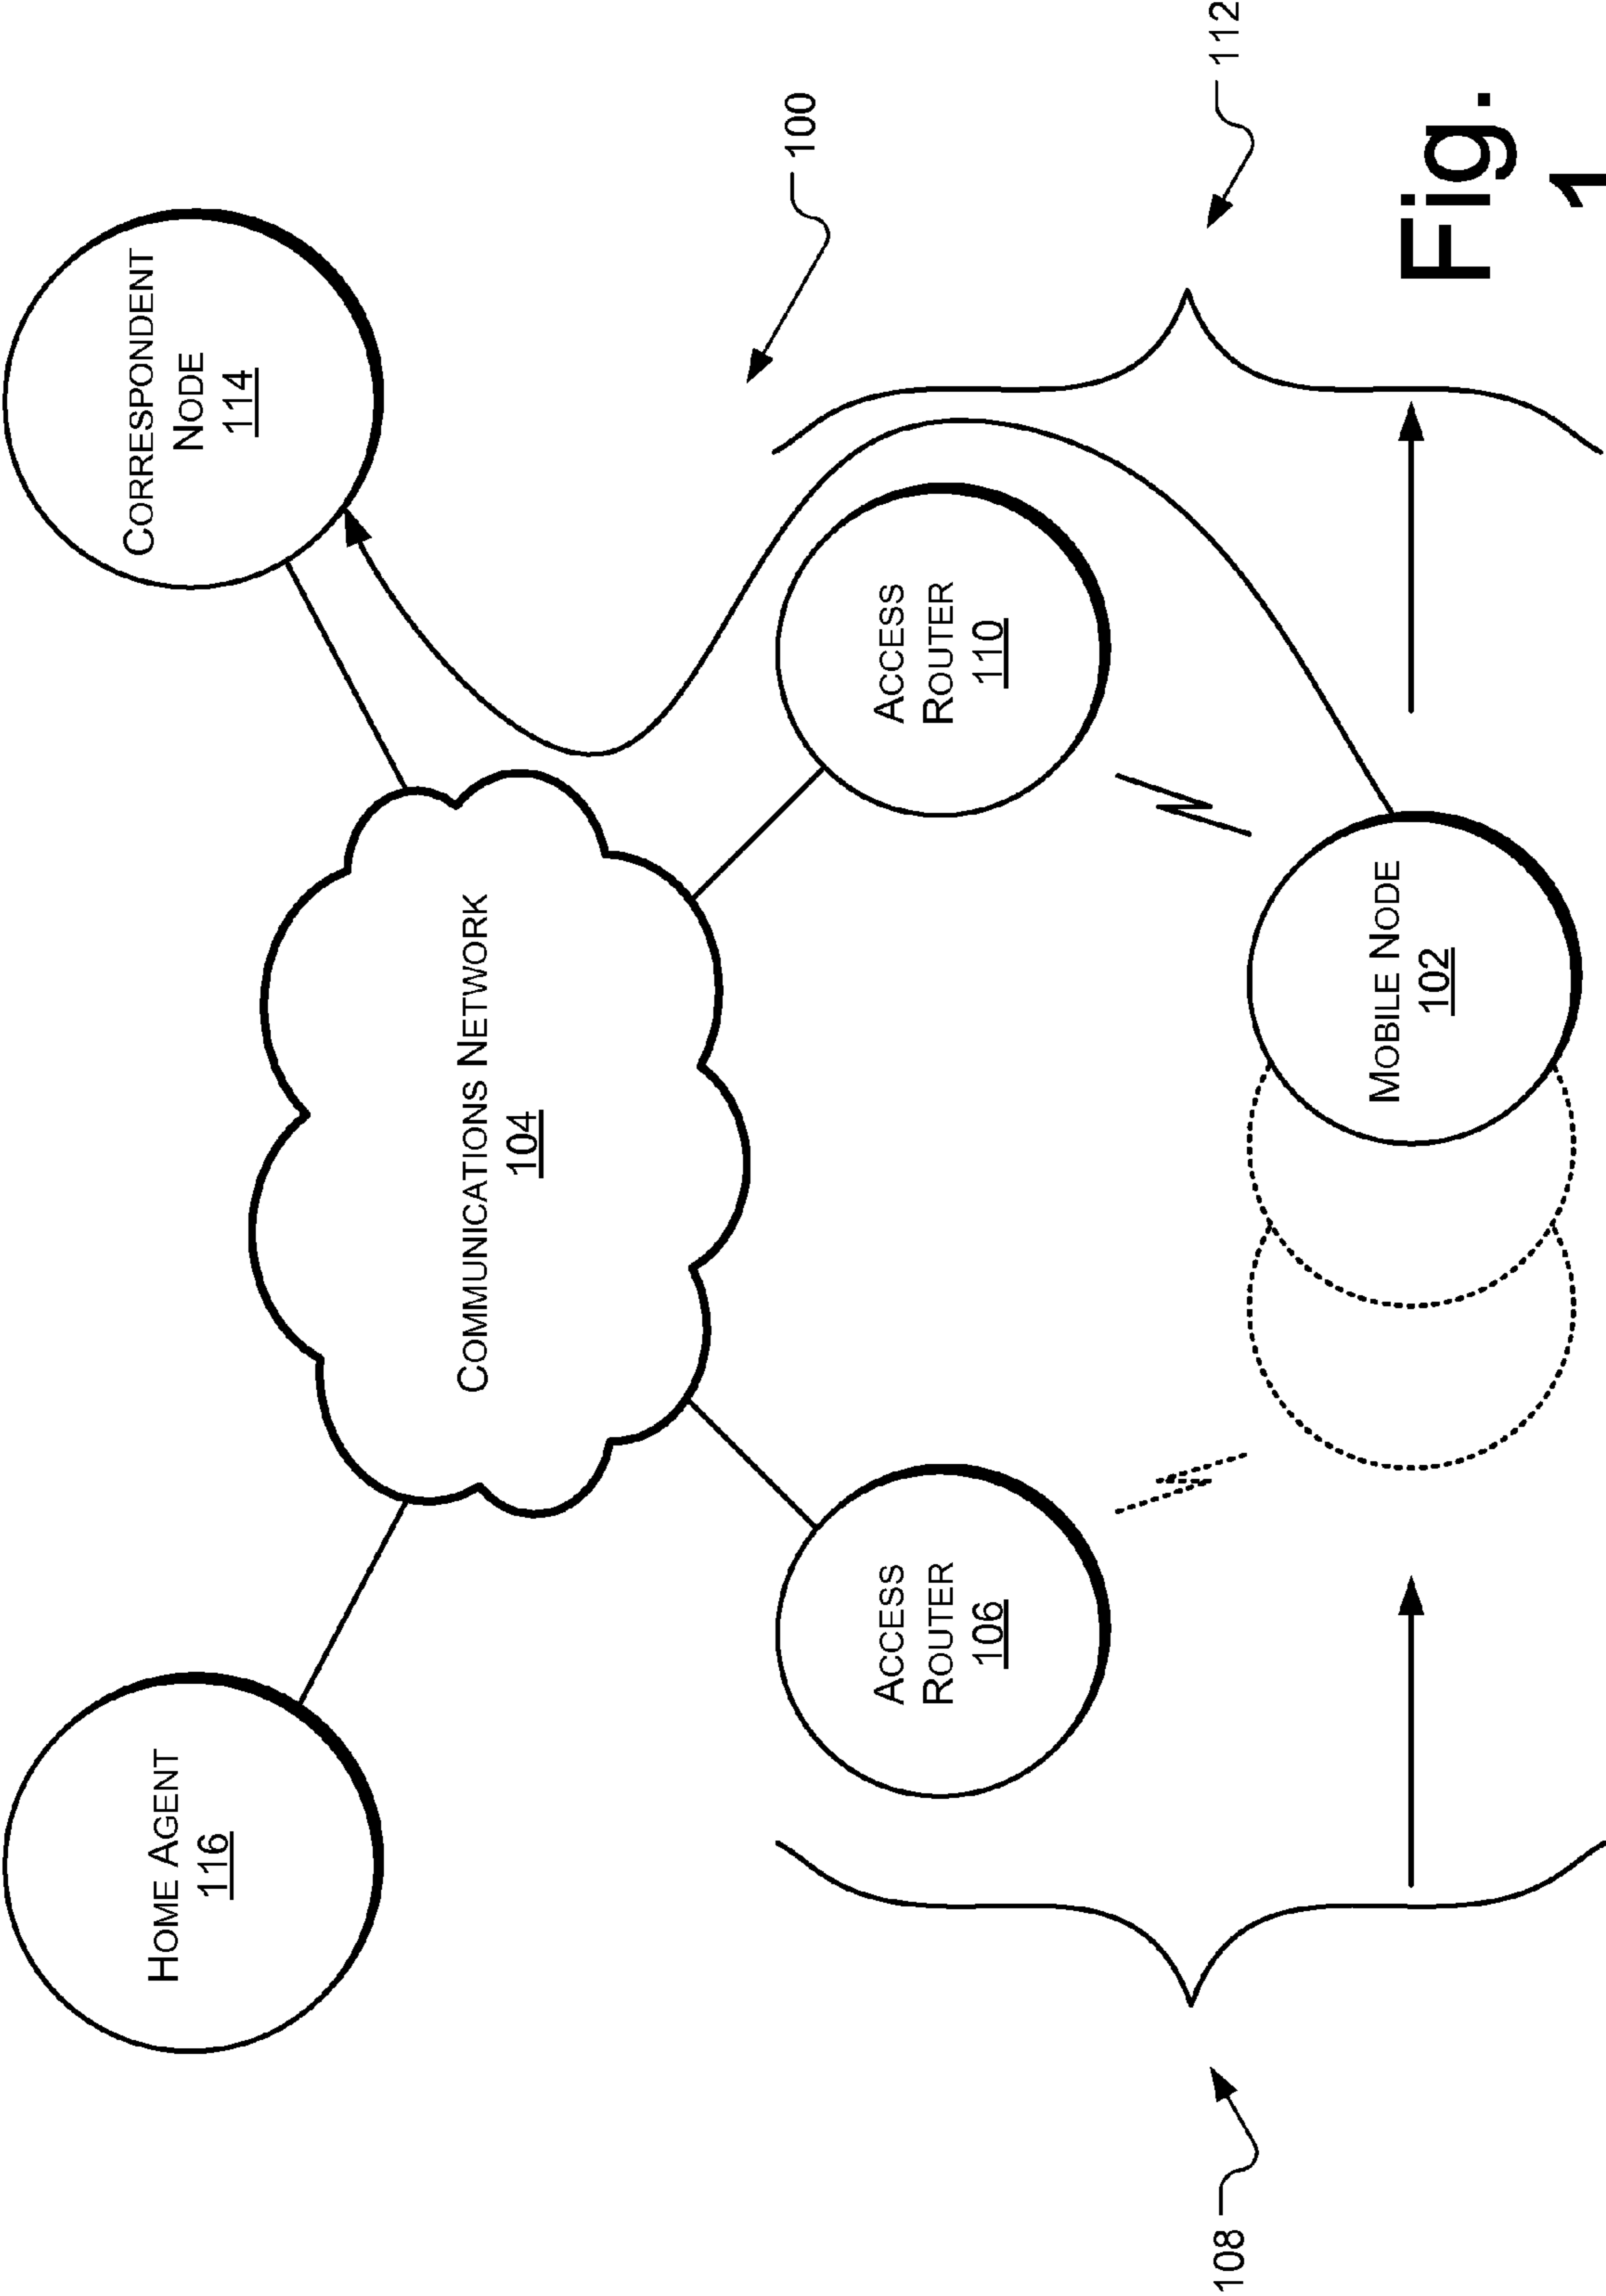 HOME AGENT
116
CORRESPONDENT
NODE
114
COMMUNICATIONS NETWORK
104
100
ACCESS
ROUTER
106
ACCESS
ROUTER
110
108
112
MOBILE NODE
102
Fig.
1